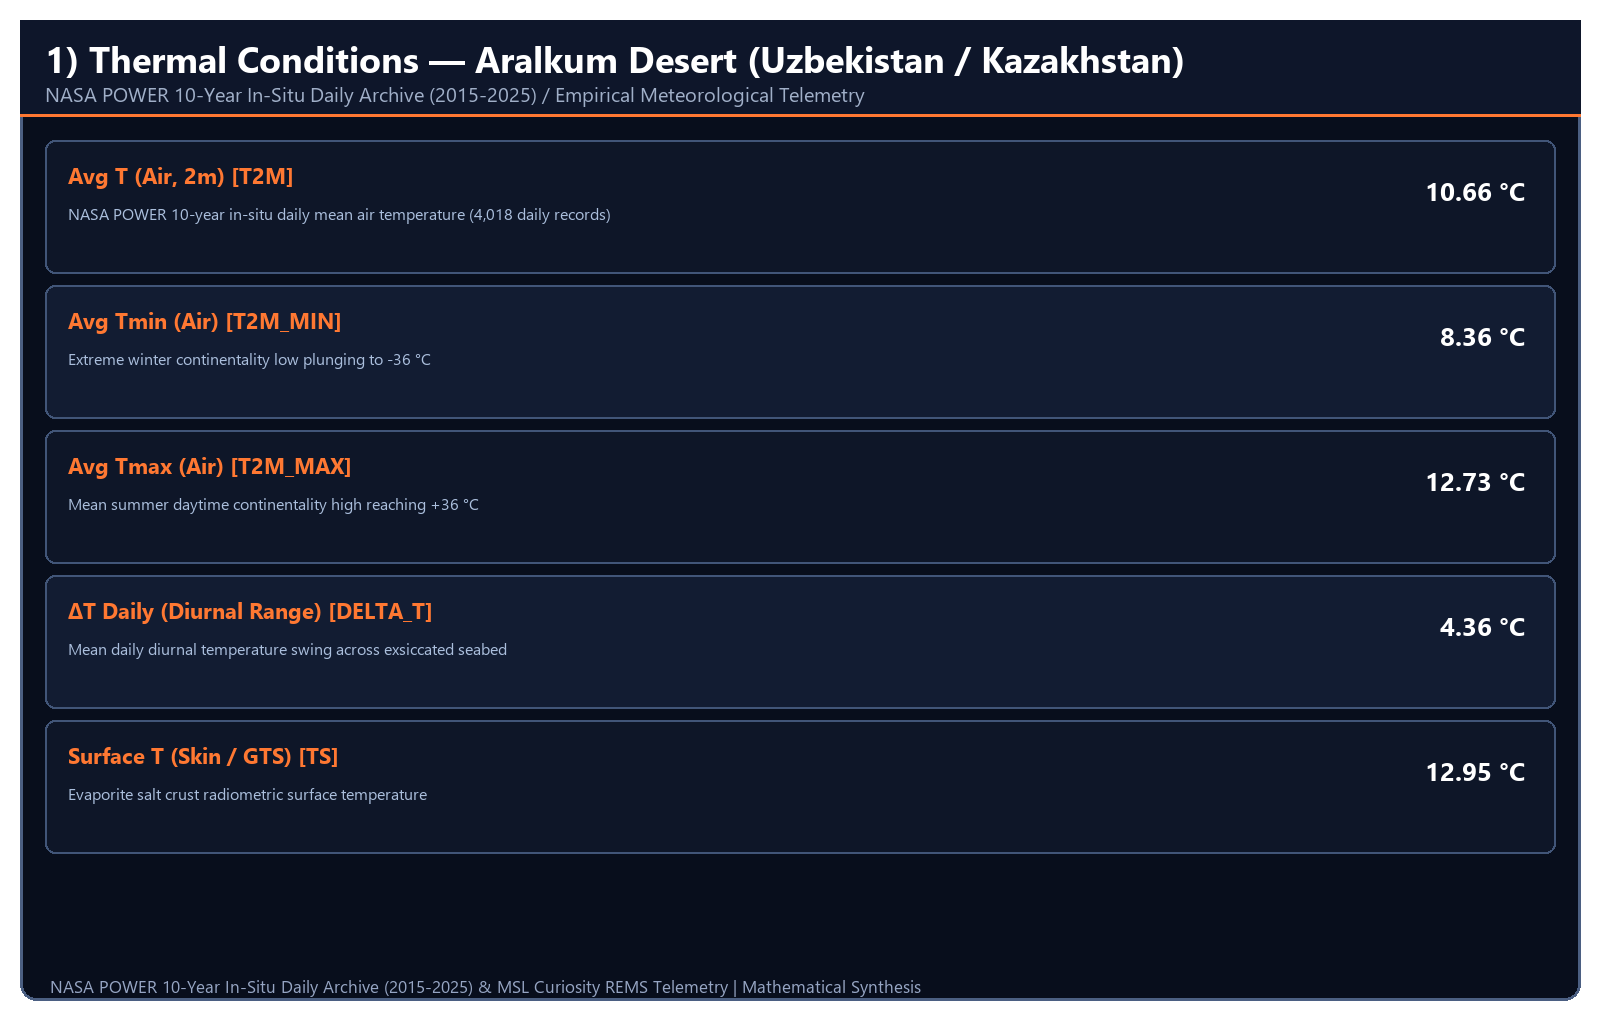 1) Thermal Conditions — Aralkum Desert (Uzbekistan / Kazakhstan)
NASA POWER 10-Year In-Situ Daily Archive (2015-2025) / Empirical Meteorological Telemetry
Avg T (Air, 2m) [T2M]
10.66 °C
NASA POWER 10-year in-situ daily mean air temperature (4,018 daily records)
Avg Tmin (Air) [T2M_MIN]
8.36 °C
Extreme winter continentality low plunging to -36 °C
Avg Tmax (Air) [T2M_MAX]
12.73 °C
Mean summer daytime continentality high reaching +36 °C
ΔT Daily (Diurnal Range) [DELTA_T]
4.36 °C
Mean daily diurnal temperature swing across exsiccated seabed
Surface T (Skin / GTS) [TS]
12.95 °C
Evaporite salt crust radiometric surface temperature
NASA POWER 10-Year In-Situ Daily Archive (2015-2025) & MSL Curiosity REMS Telemetry | Mathematical Synthesis